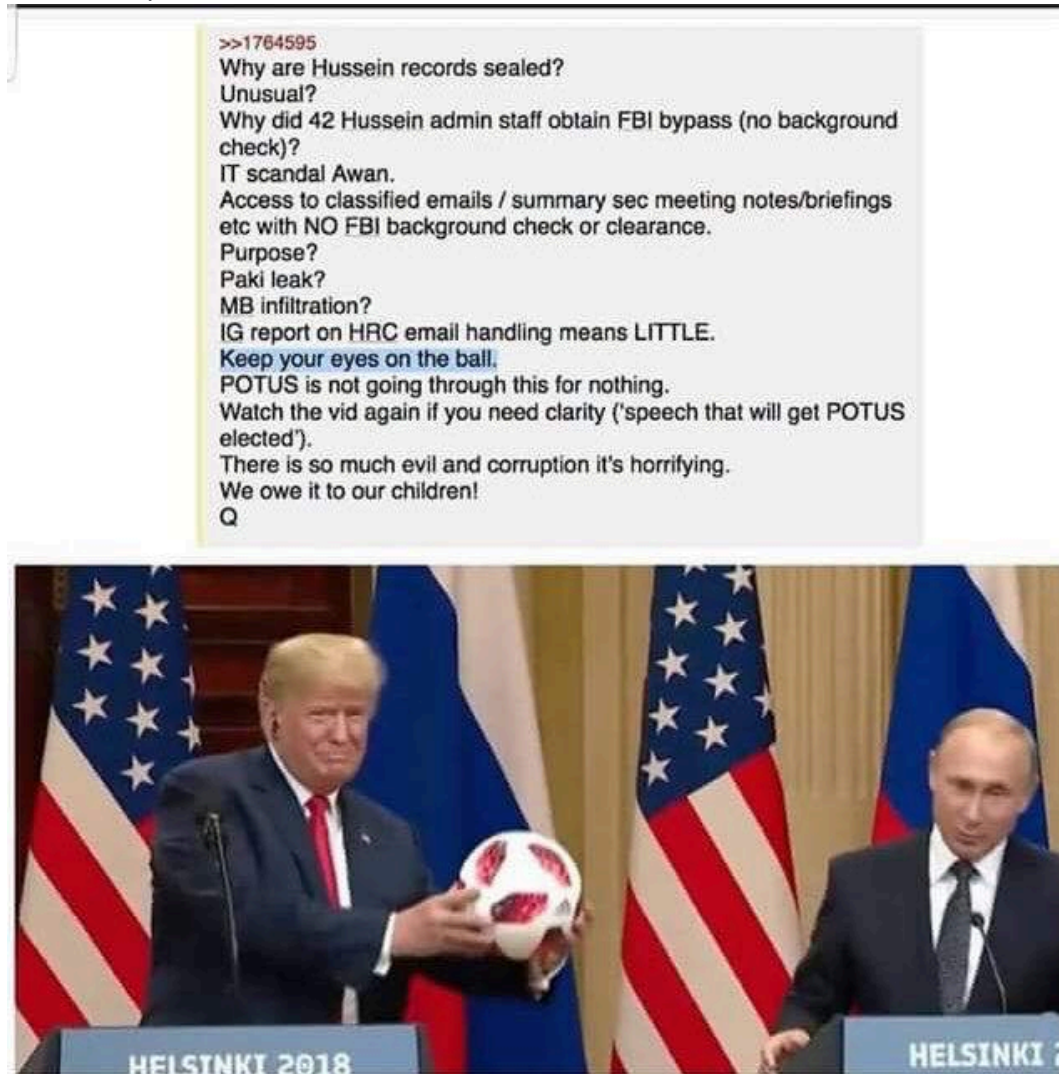 >>1764595
Why are Hussein records sealed?
Unusual?
Why did 42 Hussein admin staff obtain FBI bypass (no background
check)?
IT scandal Awan.
Access to classified emails / summary sec meeting notes/briefings
etc with NO FBI background check or clearance.
Purpose?
Paki leak?
MB infiltration?
IG report on HRC email handling means LITTLE.
Keep your eyes on the ball.
POTUS is not going through this for nothing.
Watch the vid again if you need clarity ('speech that will get POTUS
elected').
There is so much evil and corruption it's horrifying.
We owe it to our children!
Q
HELSINKI 2018
HELSINKI